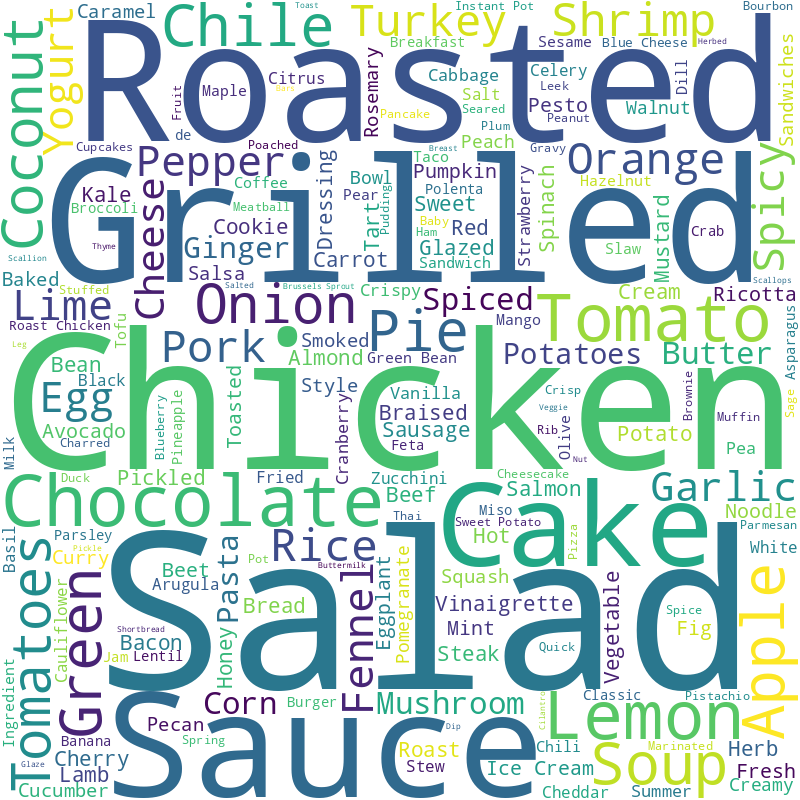 Caramel
Toast
Instant Pot
Bourbon
Coconut
Yogurt
Chile
Turkey
Shrimp
Roasted
Breakfast
Sesame
Blue Cheese
Herbed
Fruit
Maple
Citrus
Bars
Rosemary
Cabbage
Celery
Leek
Dill
Sandwiches
Salt
Seared
Pancake
Plum
Pesto
Peanut
Walnut
de
Cupcakes
Poached
Peach
Breast
Gravy
Pepper
Grilled
Orange
Spicy
Kale
Broccoli
Cheese
Coffee
Meatball
Dressing
Bowl
Pear
Taco
Pumpkin
Polenta
Pudding
Tart
Sweet
Strawberry
Spinach
Hazelnut
Mustard
Cookie
Baby
Ham
Red
Crab
Thyme
Ginger
Carrot
Glazed
Sandwich
Slaw
Scallion
Baked
Stuffed
Salsa
Salted
Brussels Sprout
Crispy
Spiced
Cream
Ricotta
Scallops
Lime
Onion
Pie
Mango
Tomato
Asparagus
Roast Chicken
Tofu
Pork
Smoked
Almond
Green Bean
Potatoes
Butter
Leg
Bean
Black
Egg
Chicken
Style
Vanilla
Crisp
Veggie
Brownie
Sage
Toasted
Braised
Sausage
Muffin
Avocado
Blueberry
Pineapple
Cranberry
Feta
Rib
Olive
Potato
Pea
Milk
Charred
Nut
Duck
Pickled
Fried
Zucchini
Cheesecake
Chocolate
Beef
Salmon
Garlic
Cake
Noodle
Basil
Parsley
Thai
Miso
Sweet Potato
Hot
Pizza
Parmesan
Tomatoes
Curry
Pickle
Salad
Rice
White
Beet
Pasta
Pot
Buttermilk
Eggplant
Pomegranate
Squash
Cauliflower
Green
Arugula
Bread
Fennel
Vinaigrette
Vegetable
Spice
Apple
Shortbread
Mint
Fig
Bacon
Honey
Jam
Lentil
Steak
Quick
Ingredient
Sauce
Corn
Mushroom
Classic
Pistachio
Burger
Cilantro
Lemon
Pecan
Dip
Banana
Spring
Roast
Chili
Marinated
Herb
Cherry
Glaze
Lamb
Stew
Ice Cream
Soup
Fresh
Cucumber
Cheddar
Summer
Creamy